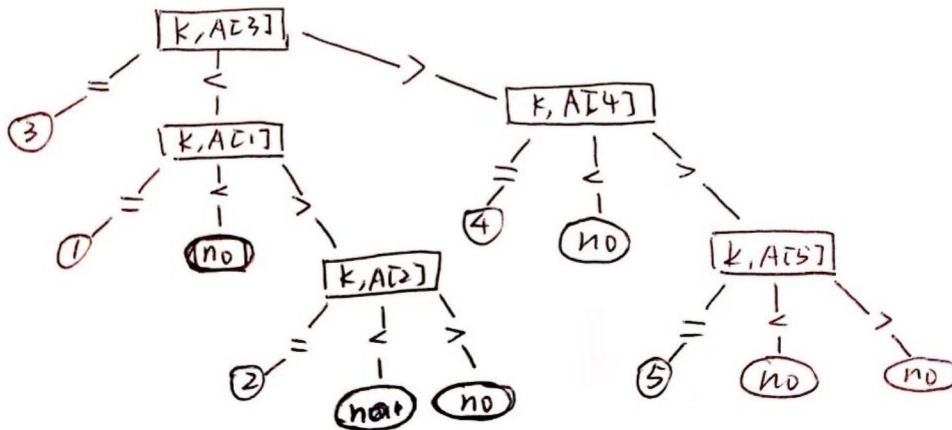 k, A[3]
= < >
3
k, A[4]
k, A[1]
= < >
= < >
4
no
1
no
k, A[2]
k, A[5]
= < >
= < >
2
no
5
no
no